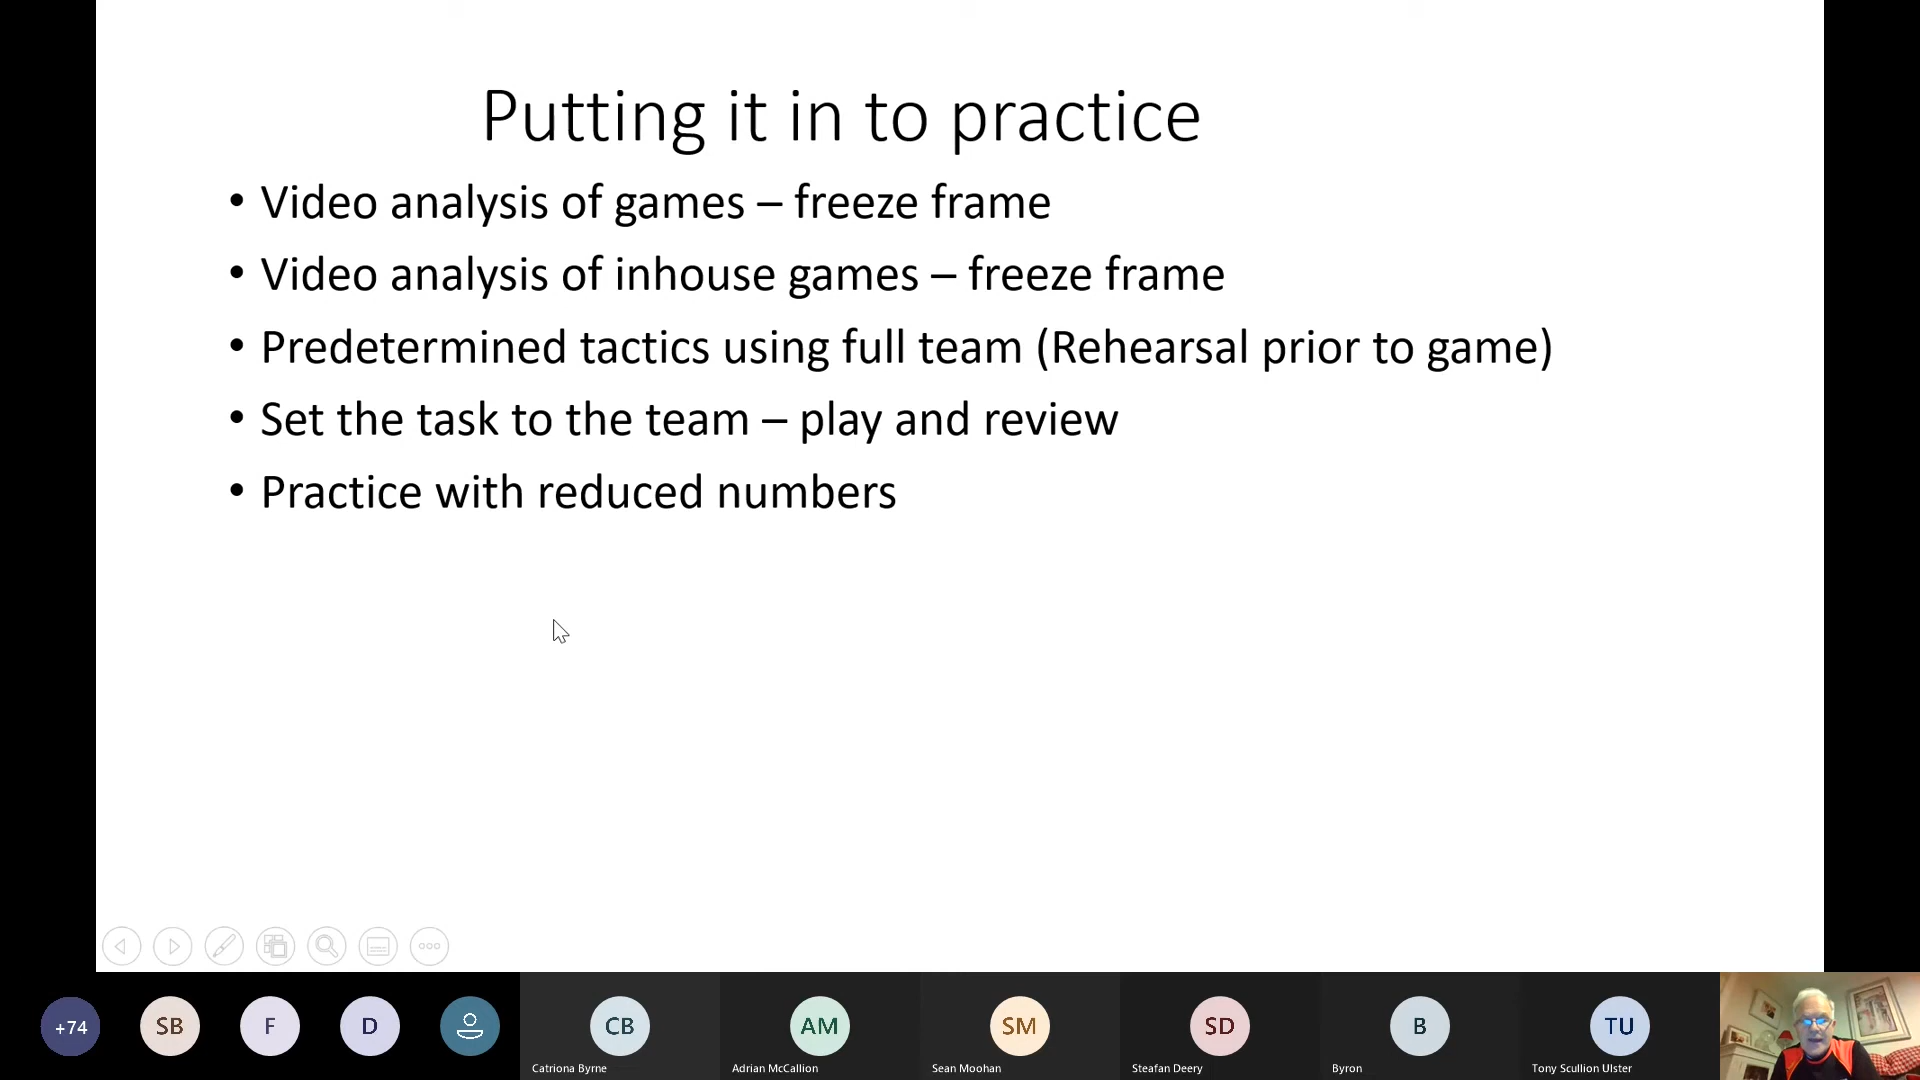 Putting it in to practice
• Video analysis of games – freeze frame
• Video analysis of inhouse games – freeze frame
• Predetermined tactics using full team (Rehearsal prior to game)
• Set the task to the team – play and review
• Practice with reduced numbers
+74
SB
F
D
CB
AM
SM
SD
B
TU
Catriona Byrne
Adrian McCallion
Sean Moohan
Steafan Deery
Byron
Tony Scullion Ulster